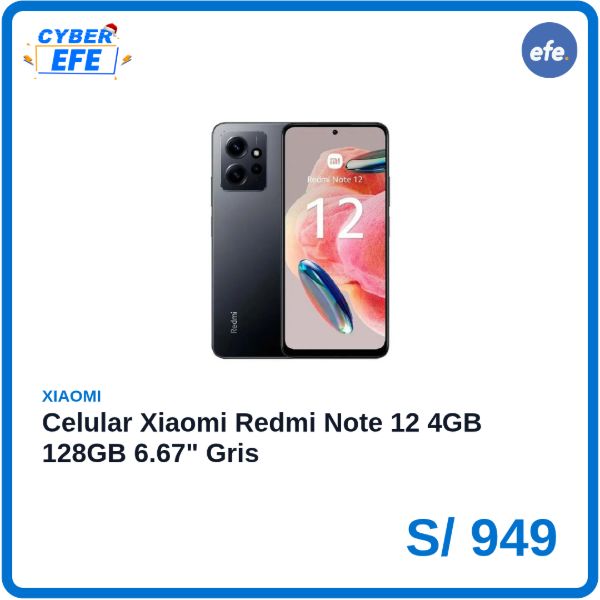 CYBER
EFE
efe.
Redmi Note 12
12
Redmi
XIAOMI
Celular Xiaomi Redmi Note 12 4GB
128GB 6.67" Gris
S/ 949